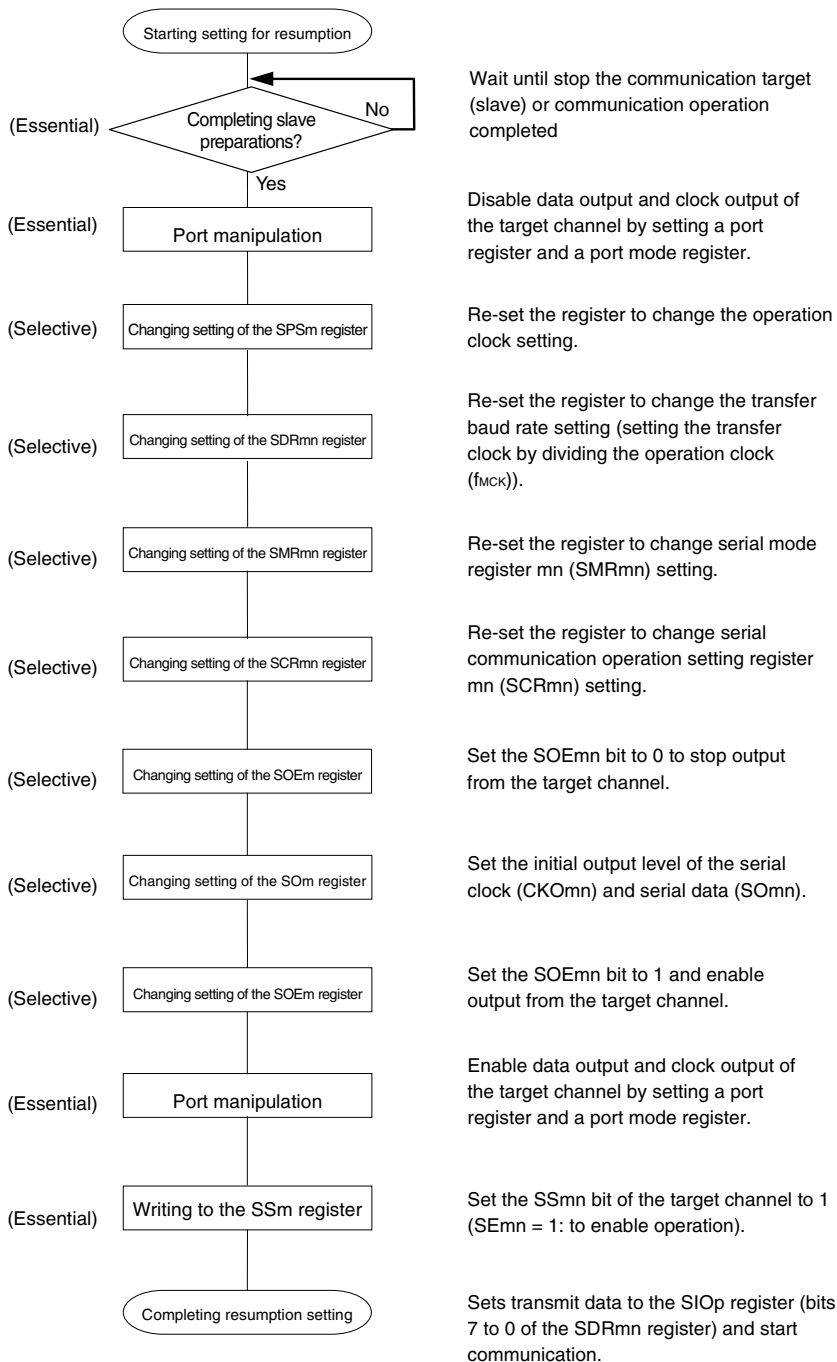 Starting setting for resumption
(Essential)
Completing slave
preparations?
No
Yes
Wait until stop the communication target
(slave) or communication operation
completed
(Essential)
Port manipulation
Disable data output and clock output of
the target channel by setting a port
register and a port mode register.
(Selective)
Changing setting of the SPSm register
Re-set the register to change the operation
clock setting.
(Selective)
Changing setting of the SDRmn register
Re-set the register to change the transfer
baud rate setting (setting the transfer
clock by dividing the operation clock
(fMCK)).
(Selective)
Changing setting of the SMRmn register
Re-set the register to change serial mode
register mn (SMRmn) setting.
(Selective)
Changing setting of the SCRmn register
Re-set the register to change serial
communication operation setting register
mn (SCRmn) setting.
(Selective)
Changing setting of the SOEm register
Set the SOEmn bit to 0 to stop output
from the target channel.
(Selective)
Changing setting of the SOm register
Set the initial output level of the serial
clock (CKOmn) and serial data (SOmn).
(Selective)
Changing setting of the SOEm register
Set the SOEmn bit to 1 and enable
output from the target channel.
(Essential)
Port manipulation
Enable data output and clock output of
the target channel by setting a port
register and a port mode register.
(Essential)
Writing to the SSm register
Set the SSmn bit of the target channel to 1
(SEmn = 1: to enable operation).
Completing resumption setting
Sets transmit data to the SIOp register (bits
7 to 0 of the SDRmn register) and start
communication.